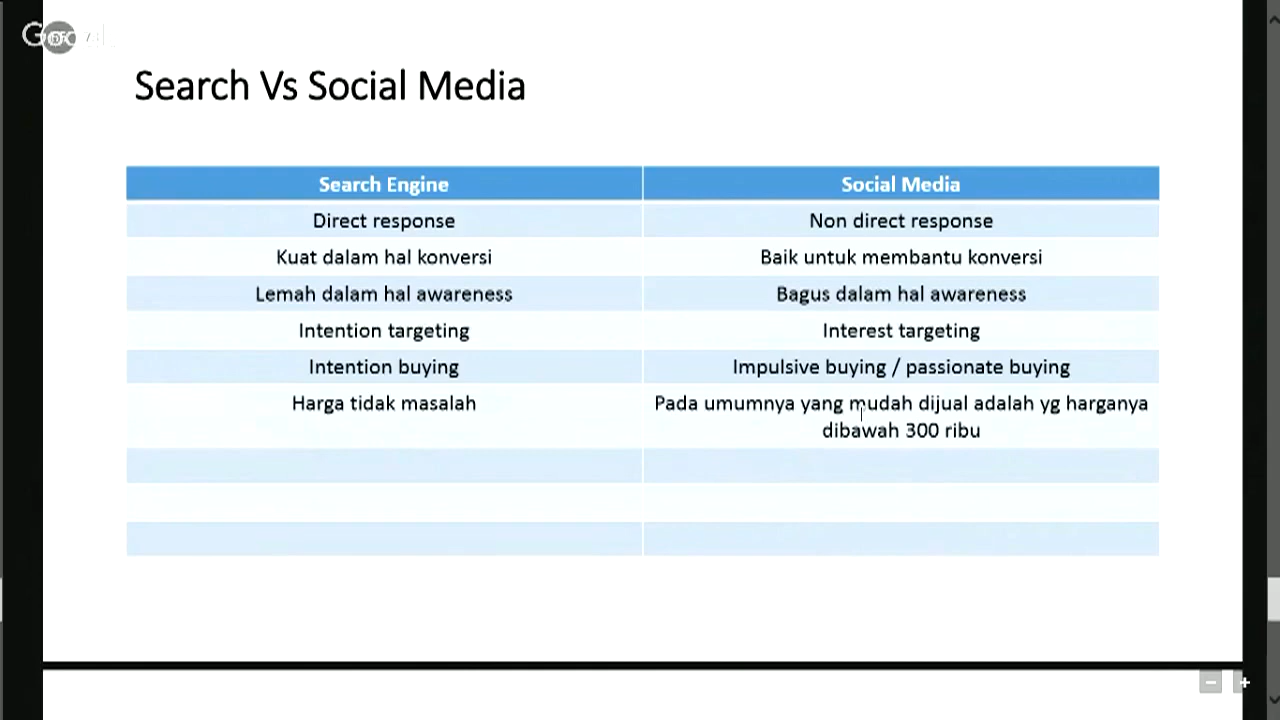 Search Vs Social Media
Search Engine
Social Media
Direct response
Non direct response
Kuat dalam hal konversi
Baik untuk membantu konversi
Lemah dalam hal awareness
Bagus dalam hal awareness
Intention targeting
Interest targeting
Intention buying
Impulsive buying / passionate buying
Harga tidak masalah
Pada umumnya yang mudah dijual adalah yg harganya
dibawah 300 ribu